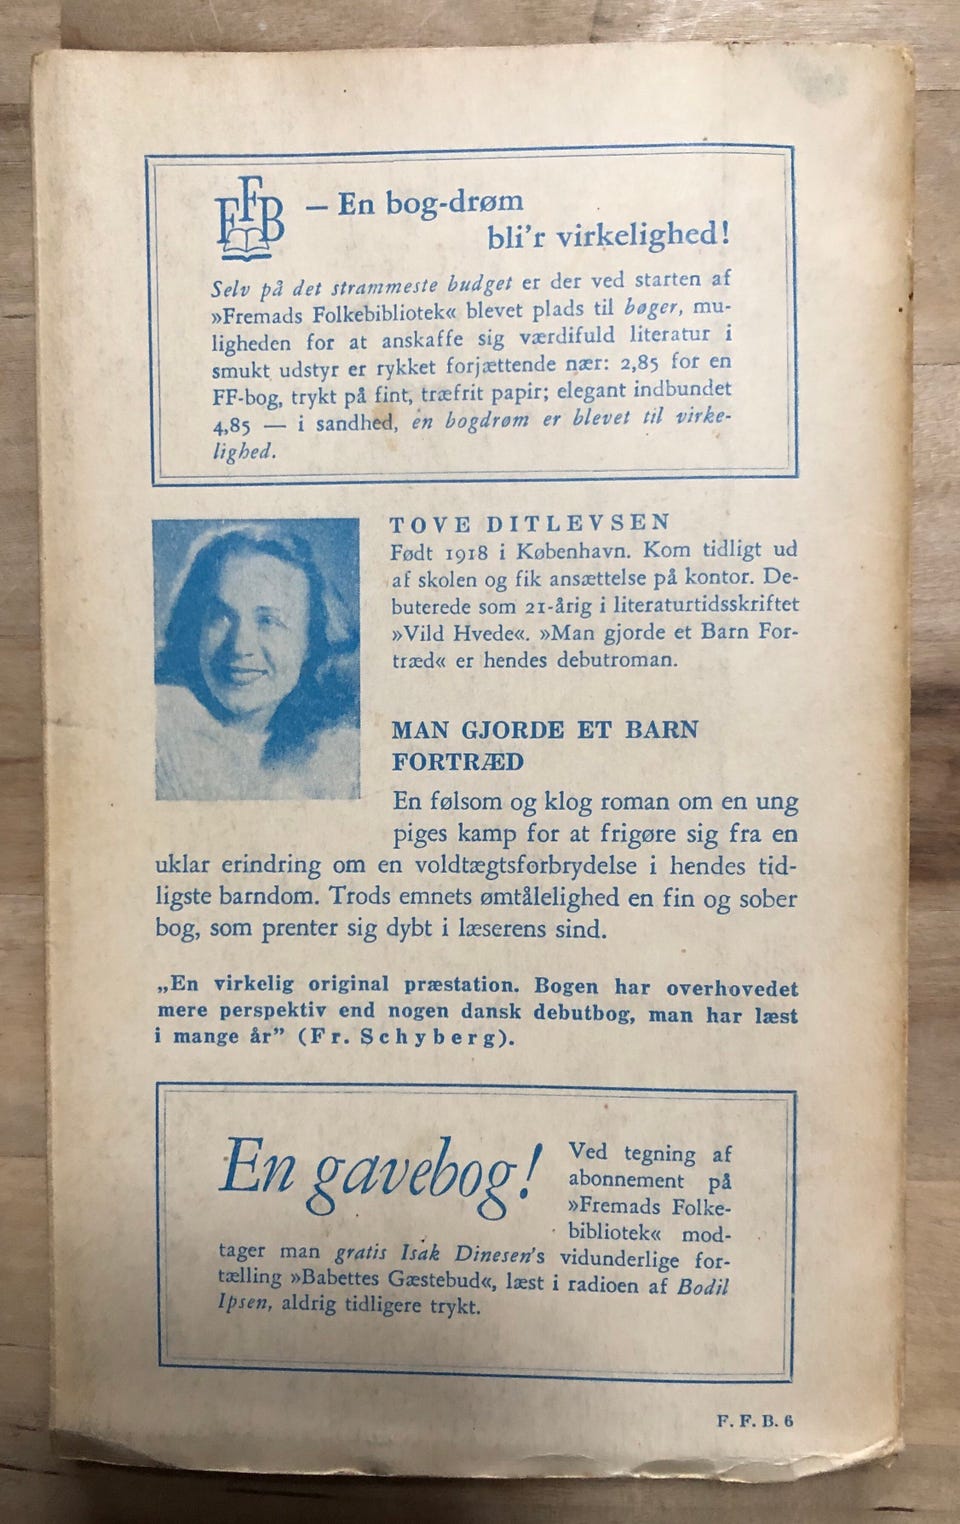 FFB
– En bog-drøm
bli'r virkelighed!
Selv på det strammeste budget er der ved starten af
»Fremads Folkebibliotek« blevet plads til bøger, mu-
ligheden for at anskaffe sig værdifuld literatur i
smukt udstyr er rykket forjættende nær: 2,85 for en
FF-bog, trykt på fint, træfrit papir; elegant indbundet
4,85 — i sandhed, en bogdrøm er blevet til virke-
lighed.
TOVE DITLEVSEN
Født 1918 i København. Kom tidligt ud
af skolen og fik ansættelse på kontor. De-
buterede som 21-årig i literaturtidsskriftet
»Vild Hvede«. »Man gjorde et Barn For-
træd« er hendes debutroman.
MAN GJORDE ET BARN
FORTRÆD
En følsom og klog roman om en ung
piges kamp for at frigøre sig fra en
uklar erindring om en voldtægtsforbrydelse i hendes tid-
ligste barndom. Trods emnets ømtålelighed en fin og sober
bog, som prenter sig dybt i læserens sind.
„En virkelig original præstation. Bogen har overhovedet
mere perspektiv end nogen dansk debutbog, man har læst
i mange år” (Fr. Schyberg).
En gavebog!
Ved tegning af
abonnement på
»Fremads Folke-
bibliotek« mod-
tager man gratis Isak Dinesen's vidunderlige for-
tælling »Babettes Gæstebud«, læst i radioen af Bodil
Ipsen, aldrig tidligere trykt.
F. F. B. 6